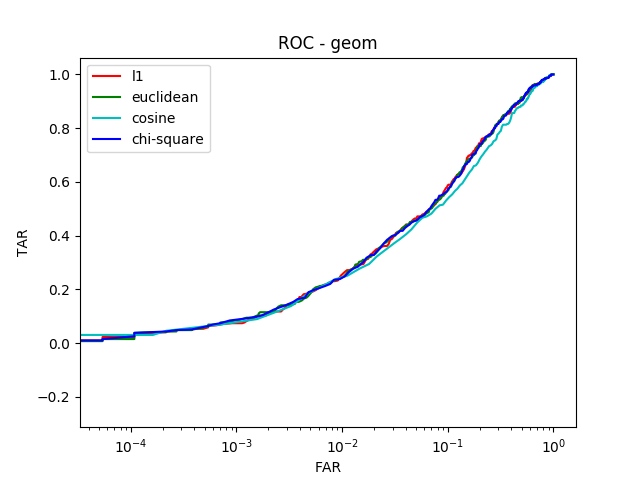 ROC - geom
l1
euclidean
cosine
chi-square
TAR
1.0
0.8
0.6
0.4
0.2
0.0
−0.2
10⁻⁴
10⁻³
10⁻²
10⁻¹
10⁰
FAR